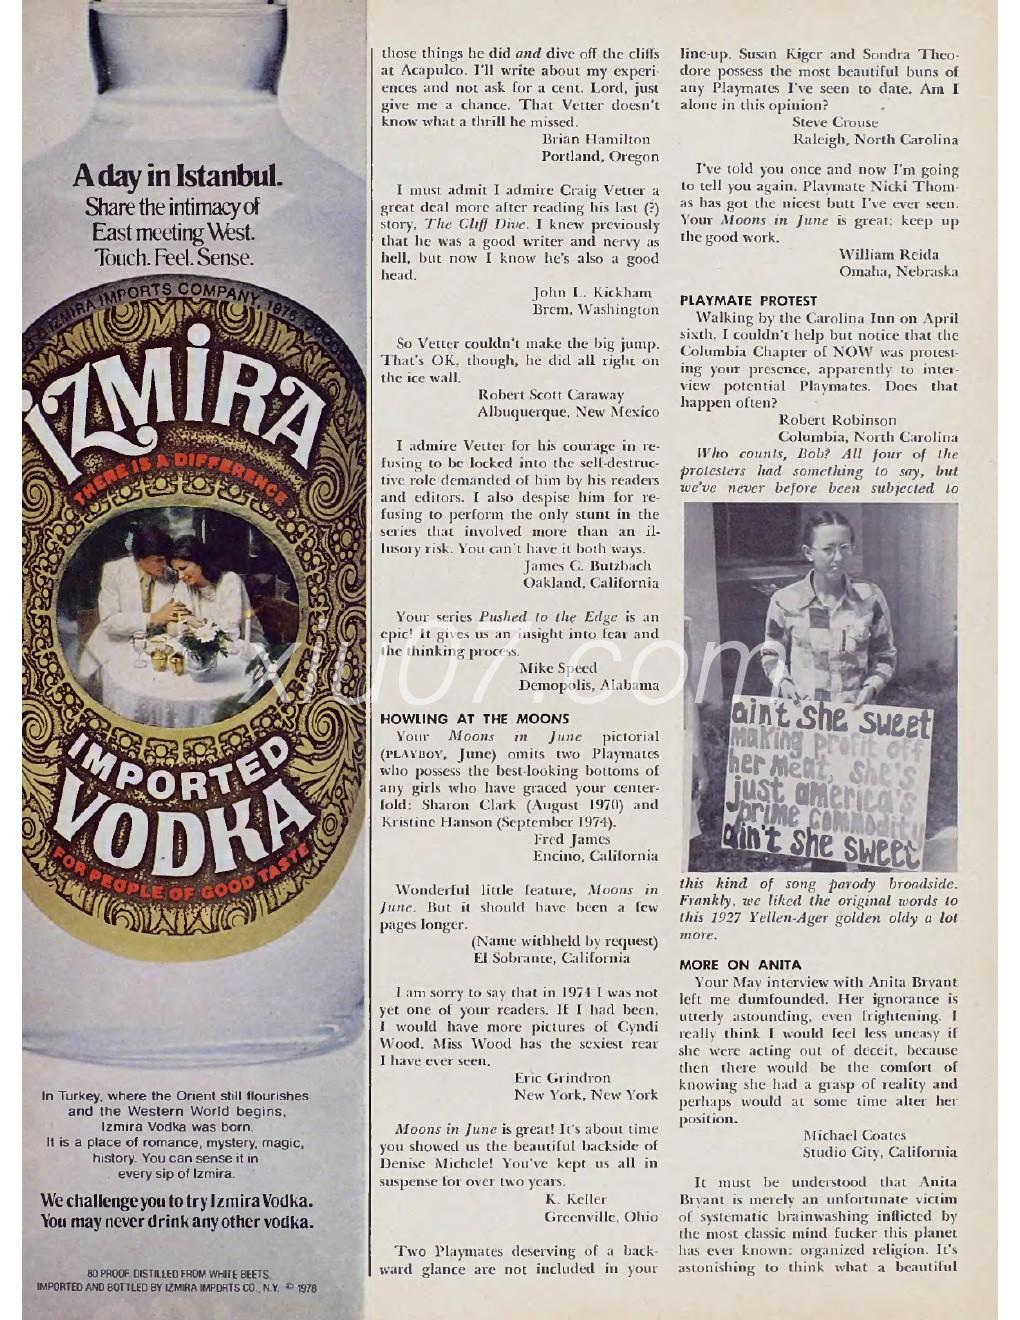 A day in Istanbul.
Share the intimacy of
East meeting West.
Touch. Feel. Sense.
IZMIRA IMPORTS COMPANY, 1976
IZMIRA
THERE IS A DIFFERENCE
IMPORTED
VODKA
FOR PEOPLE OF GOOD TASTE
In Turkey, where the Orient still flourishes
and the Western World begins,
Izmira Vodka was born.
It is a place of romance, mystery, magic,
history. You can sense it in
every sip of Izmira.
We challenge you to try Izmira Vodka.
You may never drink any other vodka.
80 PROOF. DISTILLED FROM WHITE BEETS.
IMPORTED AND BOTTLED BY IZMIRA IMPORTS CO., N.Y. © 1978
those things he did and dive off the cliffs
at Acapulco. I'll write about my experi-
ences and not ask for a cent. Lord, just
give me a chance. That Vetter doesn't
know what a thrill he missed.
Brian Hamilton
Portland, Oregon
I must admit I admire Craig Vetter a
great deal more after reading his last (?)
story, The Cliff Dive. I knew previously
that he was a good writer and nervy as
hell, but now I know he's also a good
head.
John L. Kickham
Brem, Washington
So Vetter couldn't make the big jump.
That's OK, though, he did all right on
the ice wall.
Robert Scott Caraway
Albuquerque, New Mexico
I admire Vetter for his courage in re-
fusing to be locked into the self-destruc-
tive role demanded of him by his readers
and editors. I also despise him for re-
fusing to perform the only stunt in the
series that involved more than an il-
lusory risk. You can't have it both ways.
James C. Butzbach
Oakland, California
Your series Pushed to the Edge is an
epic! It gives us an insight into fear and
the thinking process.
Mike Speed
Demopolis, Alabama
HOWLING AT THE MOONS
Your Moons in June pictorial
(PLAYBOY, June) omits two Playmates
who possess the best-looking bottoms of
any girls who have graced your center-
fold: Sharon Clark (August 1970) and
Kristine Hanson (September 1974).
Fred James
Encino, California
Wonderful little feature, Moons in
June. But it should have been a few
pages longer.
(Name withheld by request)
El Sobrante, California
I am sorry to say that in 1974 I was not
yet one of your readers. If I had been,
I would have more pictures of Cyndi
Wood. Miss Wood has the sexiest rear
I have ever seen.
Eric Grindron
New York, New York
Moons in June is great! It's about time
you showed us the beautiful backside of
Denise Michele! You've kept us all in
suspense for over two years.
K. Keller
Greenville, Ohio
Two Playmates deserving of a back-
ward glance are not included in your
line-up. Susan Kiger and Sondra Theo-
dore possess the most beautiful buns of
any Playmates I've seen to date. Am I
alone in this opinion?
Steve Crouse
Raleigh, North Carolina
I've told you once and now I'm going
to tell you again. Playmate Nicki Thom-
as has got the nicest butt I've ever seen.
Your Moons in June is great; keep up
the good work.
William Reida
Omaha, Nebraska
PLAYMATE PROTEST
Walking by the Carolina Inn on April
sixth, I couldn't help but notice that the
Columbia Chapter of NOW was protest-
ing your presence, apparently to inter-
view potential Playmates. Does that
happen often?
Robert Robinson
Columbia, North Carolina
Who counts, Bob? All four of the
protesters had something to say, but
we've never before been subjected to
ain't she sweet
making profit off
her meat, she's
just america's
prime commodity
ain't she sweet
this kind of song parody broadside.
Frankly, we liked the original words to
this 1927 Yellen-Ager golden oldy a lot
more.
MORE ON ANITA
Your May interview with Anita Bryant
left me dumfounded. Her ignorance is
utterly astounding, even frightening. I
really think I would feel less uneasy if
she were acting out of deceit, because
then there would be the comfort of
knowing she had a grasp of reality and
perhaps would at some time alter her
position.
Michael Coates
Studio City, California
It must be understood that Anita
Bryant is merely an unfortunate victim
of systematic brainwashing inflicted by
the most classic mind fucker this planet
has ever known: organized religion. It's
astonishing to think what a beautiful
xiu07.com